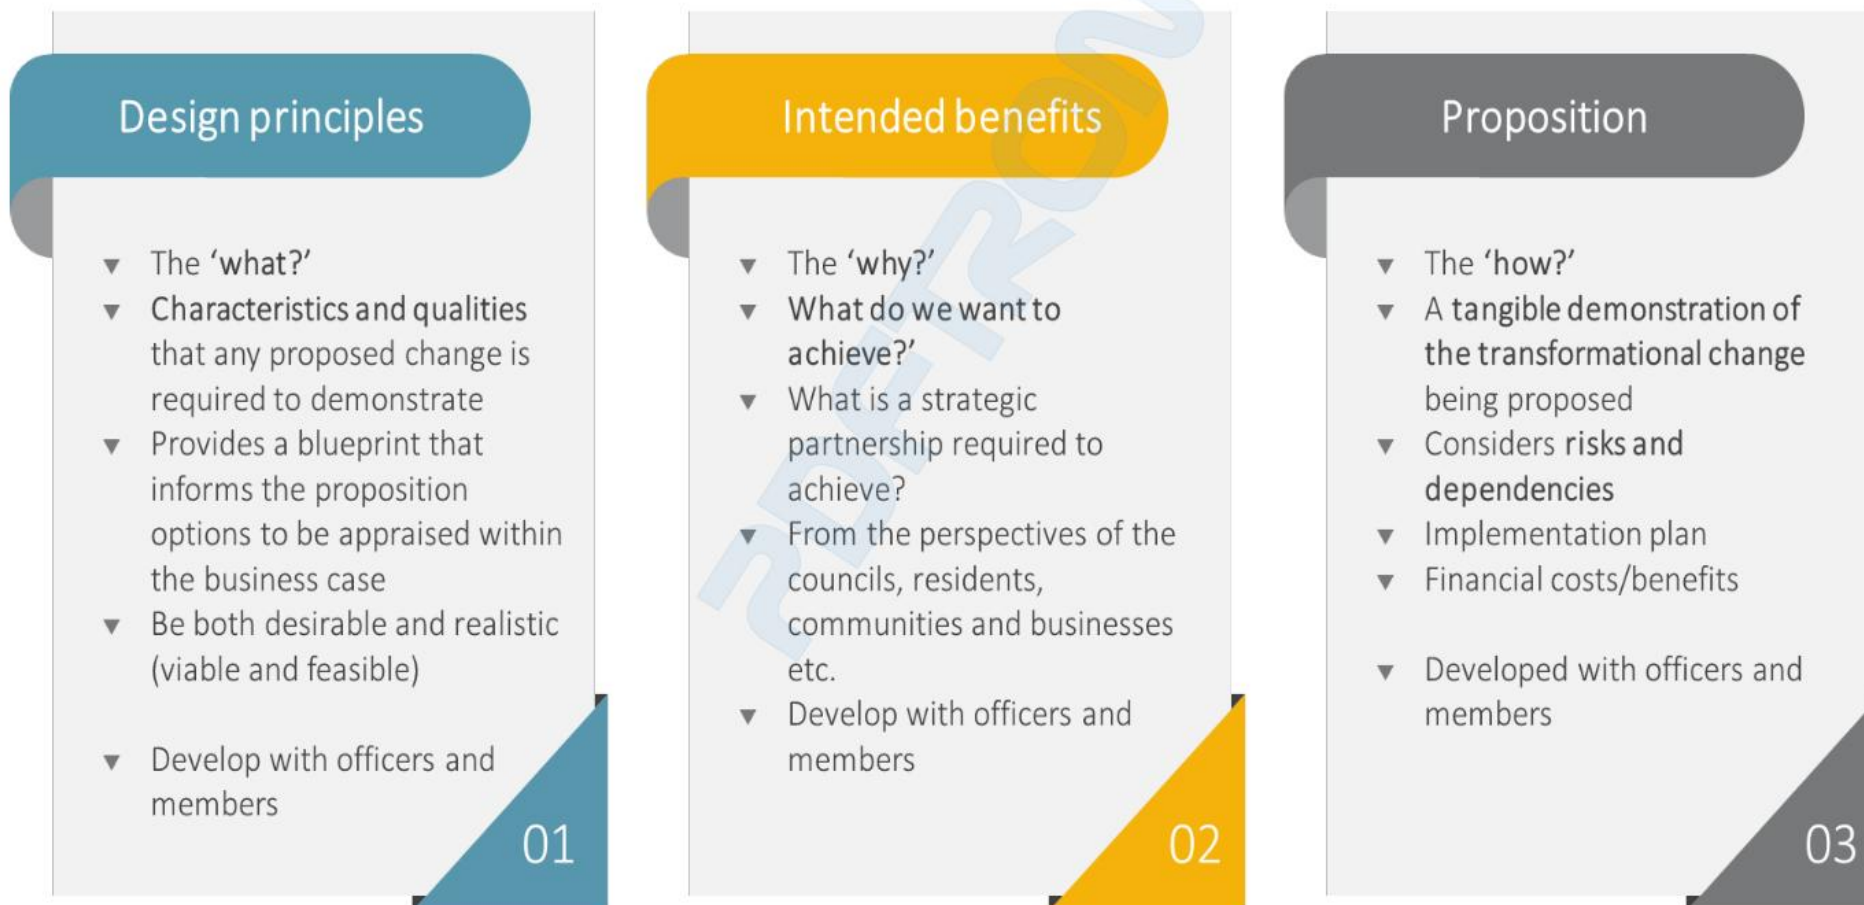 Design principles
The ‘what?’
Characteristics and qualities
that any proposed change is
required to demonstrate
Provides a blueprint that
informs the proposition
options to be appraised within
the business case
Be both desirable and realistic
(viable and feasible)
Develop with officers and
members
01
Intended benefits
The ‘why?’
What do we want to
achieve?’
What is a strategic
partnership required to
achieve?
From the perspectives of the
councils, residents,
communities and businesses
etc.
Develop with officers and
members
02
Proposition
The ‘how?’
A tangible demonstration of
the transformational change
being proposed
Considers risks and
dependencies
Implementation plan
Financial costs/benefits
Developed with officers and
members
03
PDFTRON